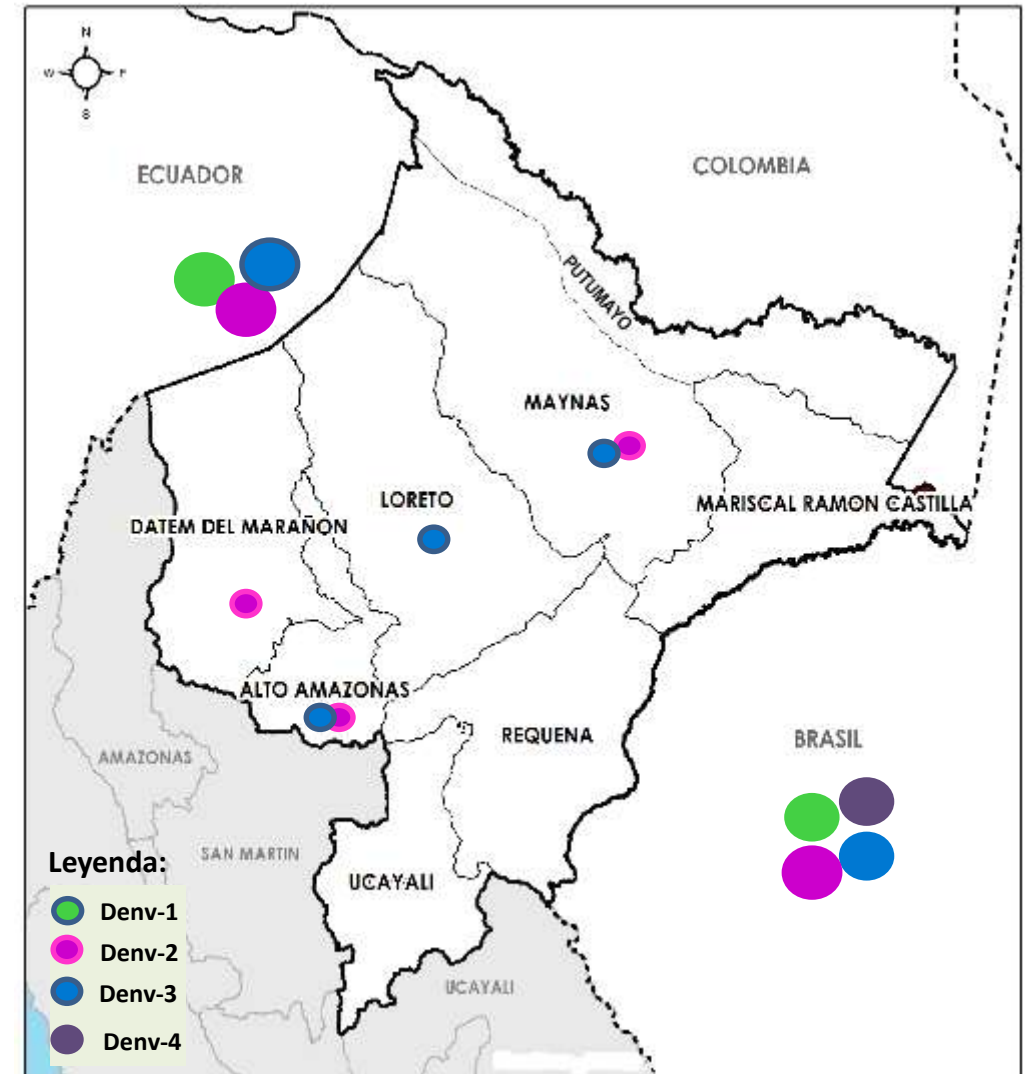 N
W
S
ECUADOR
COLOMBIA
PUTUMAYO
MAYNAS
LORETO
MARISCAL RAMON CASTILLA
DATEM DEL MARAÑON
ALTO AMAZONAS
REQUENA
BRASIL
AMAZONAS
SAN MARTIN
UCAYALI
UCAYALI
Leyenda:
Denv-1
Denv-2
Denv-3
Denv-4